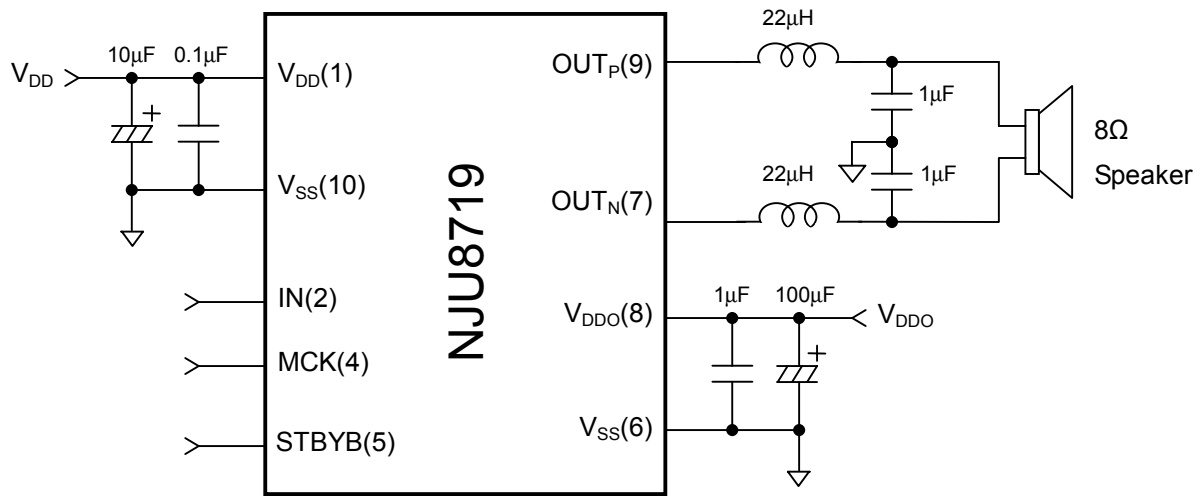 22μH
10μF 0.1μF
V_DD
V_DD(1)
OUT_P(9)
1μF
+
8Ω
Speaker
V_SS(10)
22μH
1μF
OUT_N(7)
NJU8719
IN(2)
1μF 100μF
V_DDO(8)
V_DDO
MCK(4)
+
STBYB(5)
V_SS(6)